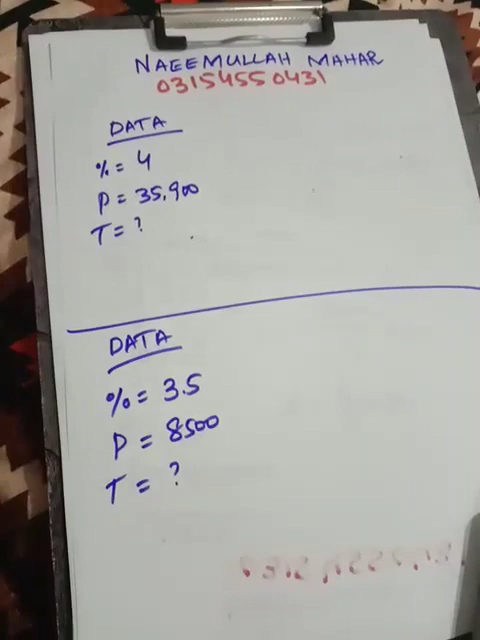 NAEEMULLAH MAHAR
03154550431
DATA
% = 4
P = 35,900
T = ?
DATA
% = 3.5
P = 8500
T = ?